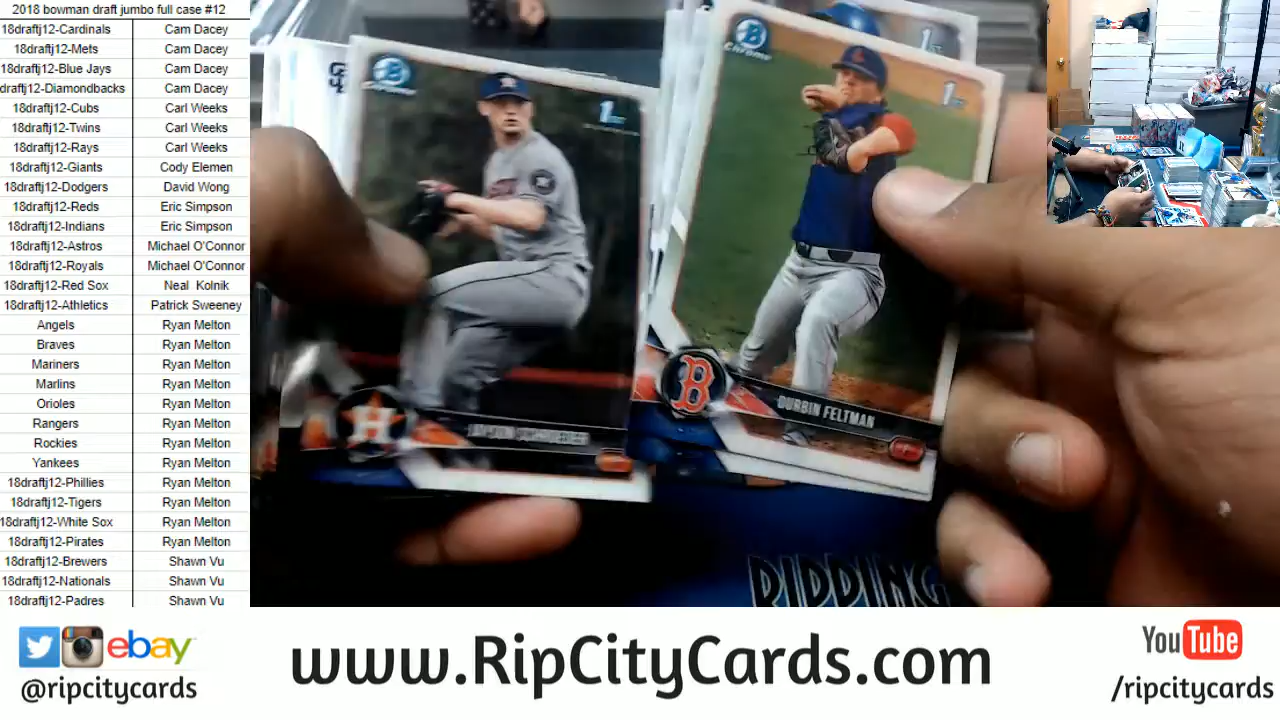 2018 bowman draft jumbo full case #12
18draftj12-Cardinals Cam Dacey
18draftj12-Mets Cam Dacey
18draftj12-Blue Jays Cam Dacey
draftj12-Diamondbacks Cam Dacey
18draftj12-Cubs Carl Weeks
18draftj12-Twins Carl Weeks
18draftj12-Rays Carl Weeks
18draftj12-Giants Cody Elemen
18draftj12-Dodgers David Wong
18draftj12-Reds Eric Simpson
18draftj12-Indians Eric Simpson
18draftj12-Astros Michael O'Connor
18draftj12-Royals Michael O'Connor
18draftj12-Red Sox Neal Kolnik
18draftj12-Athletics Patrick Sweeney
Angels Ryan Melton
Braves Ryan Melton
Mariners Ryan Melton
Marlins Ryan Melton
Orioles Ryan Melton
Rangers Ryan Melton
Rockies Ryan Melton
Yankees Ryan Melton
18draftj12-Phillies Ryan Melton
18draftj12-Tigers Ryan Melton
18draftj12-White Sox Ryan Melton
18draftj12-Pirates Ryan Melton
18draftj12-Brewers Shawn Vu
18draftj12-Nationals Shawn Vu
18draftj12-Padres Shawn Vu
Chrome
1st
H
Chrome
1st
B
DURBIN FELTMAN
RIPPING
ebay
@ripcitycards
www.RipCityCards.com
YouTube
/ripcitycards